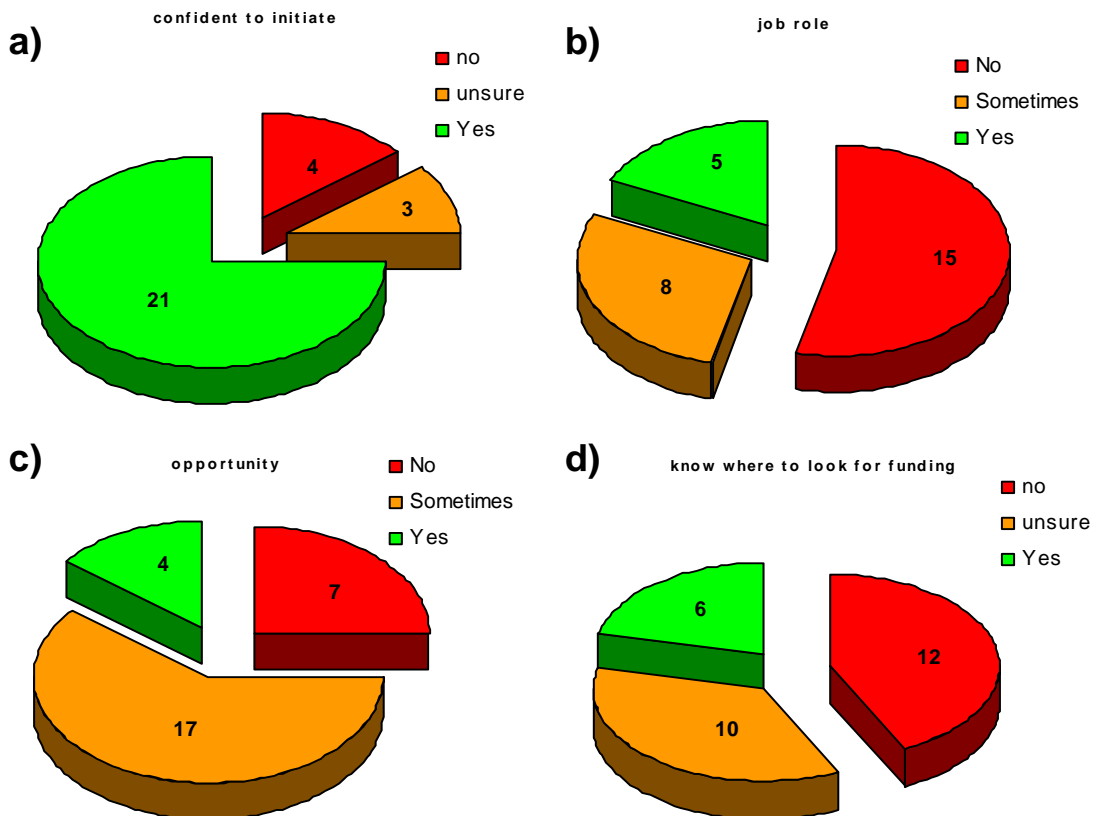 a)
confident to initiate
no
unsure
Yes
4
3
21
b)
job role
No
Sometimes
Yes
5
15
8
c)
opportunity
No
Sometimes
Yes
4
7
17
d)
know where to look for funding
no
unsure
Yes
6
12
10